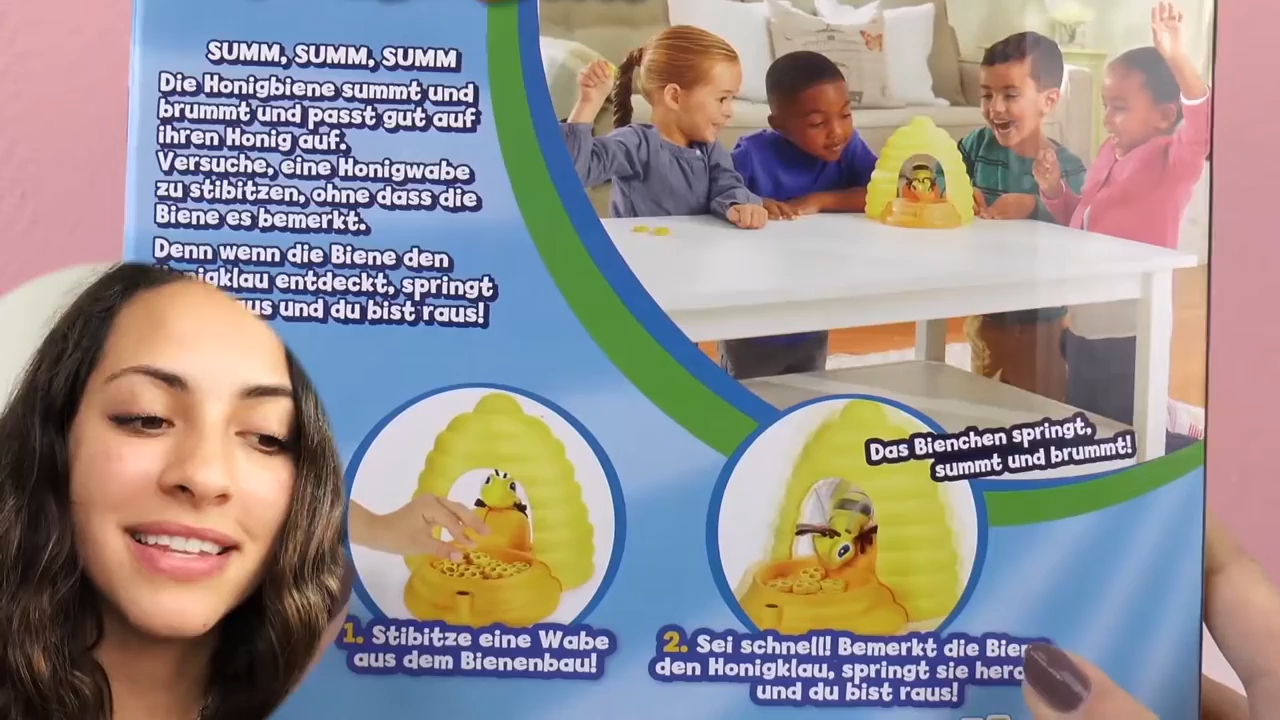 SUMM, SUMM, SUMM
Die Honigbiene summt und
brummt und passt gut auf
ihren Honig auf.
Versuche, eine Honigwabe
zu stibitzen, ohne dass die
Biene es bemerkt.
Denn wenn die Biene den
entdeckt, springt
und du bist raus!
Das Bienchen springt,
summt und brummt!
1. Stibitze eine Wabe
aus dem Bienenbau!
2. Sei schnell! Bemerkt die
den Honigklau, springt sie
und du bist raus!